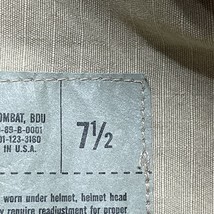 OMBAT, BDU
-89-B-0001
01-123-3160
IN U.S.A.
7½
worn under helmet, helmet head
require readjustment for proper